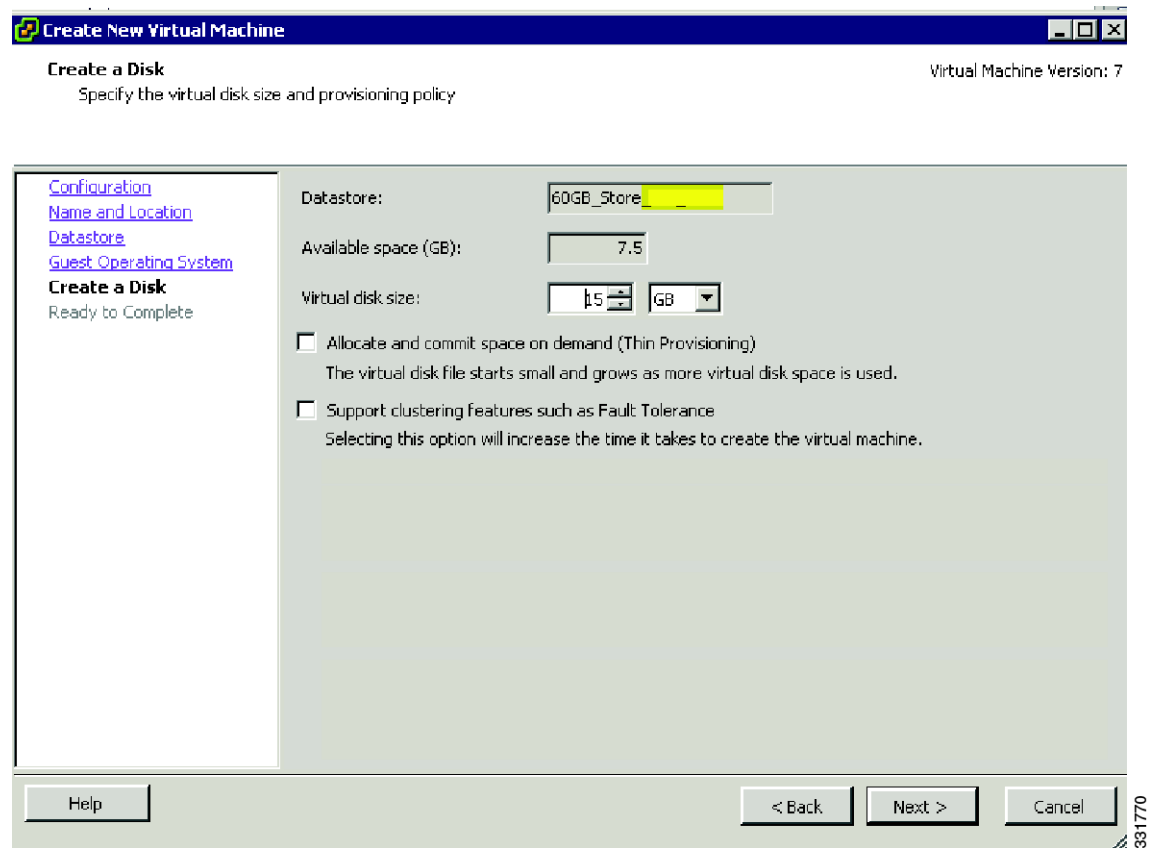 Create New Virtual Machine
Create a Disk
Virtual Machine Version: 7
Specify the virtual disk size and provisioning policy
Configuration
Name and Location
Datastore
Guest Operating System
Create a Disk
Ready to Complete
Datastore: 60GB_Store_ _
Available space (GB): 7.5
Virtual disk size: 15 GB
Allocate and commit space on demand (Thin Provisioning)
The virtual disk file starts small and grows as more virtual disk space is used.
Support clustering features such as Fault Tolerance
Selecting this option will increase the time it takes to create the virtual machine.
Help
< Back
Next >
Cancel
331770